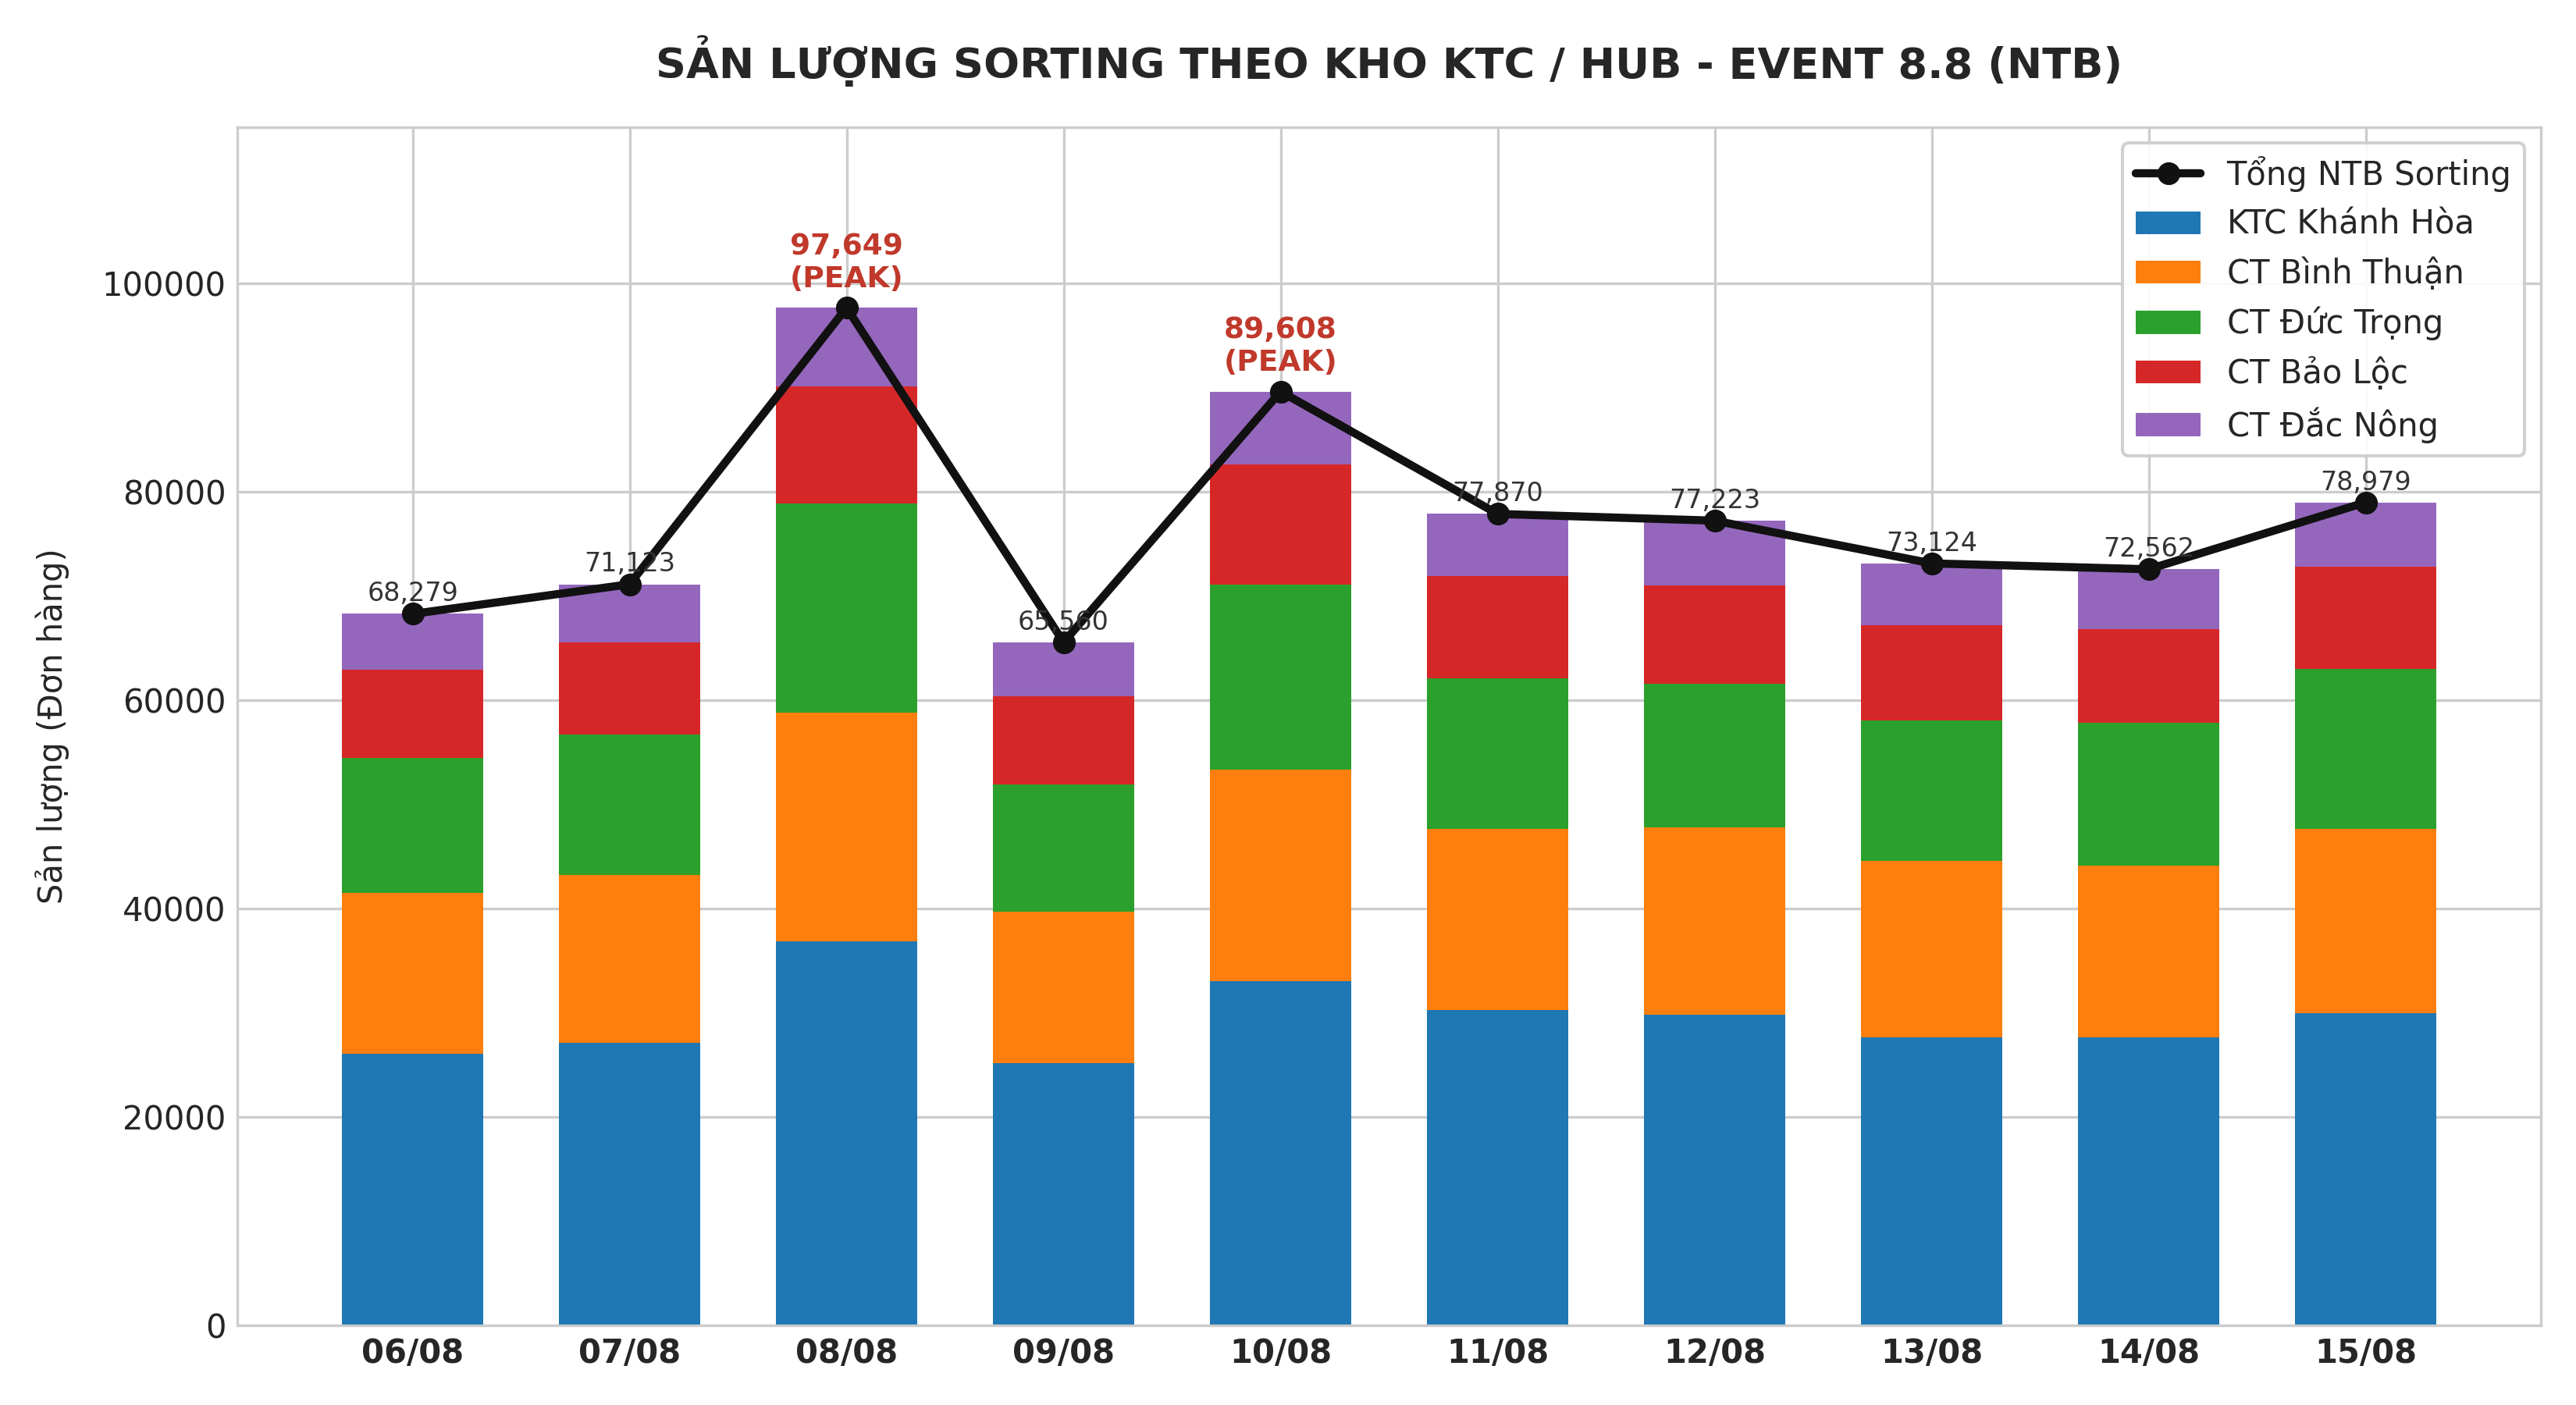 SẢN LƯỢNG SORTING THEO KHO KTC / HUB - EVENT 8.8 (NTB)
Tổng NTB Sorting
KTC Khánh Hòa
CT Bình Thuận
CT Đức Trọng
CT Bảo Lộc
CT Đắc Nông
Sản lượng (Đơn hàng)
100000
80000
60000
40000
20000
0
68,279
71,123
97,649
(PEAK)
65,560
89,608
(PEAK)
77,870
77,223
73,124
72,562
78,979
06/08
07/08
08/08
09/08
10/08
11/08
12/08
13/08
14/08
15/08